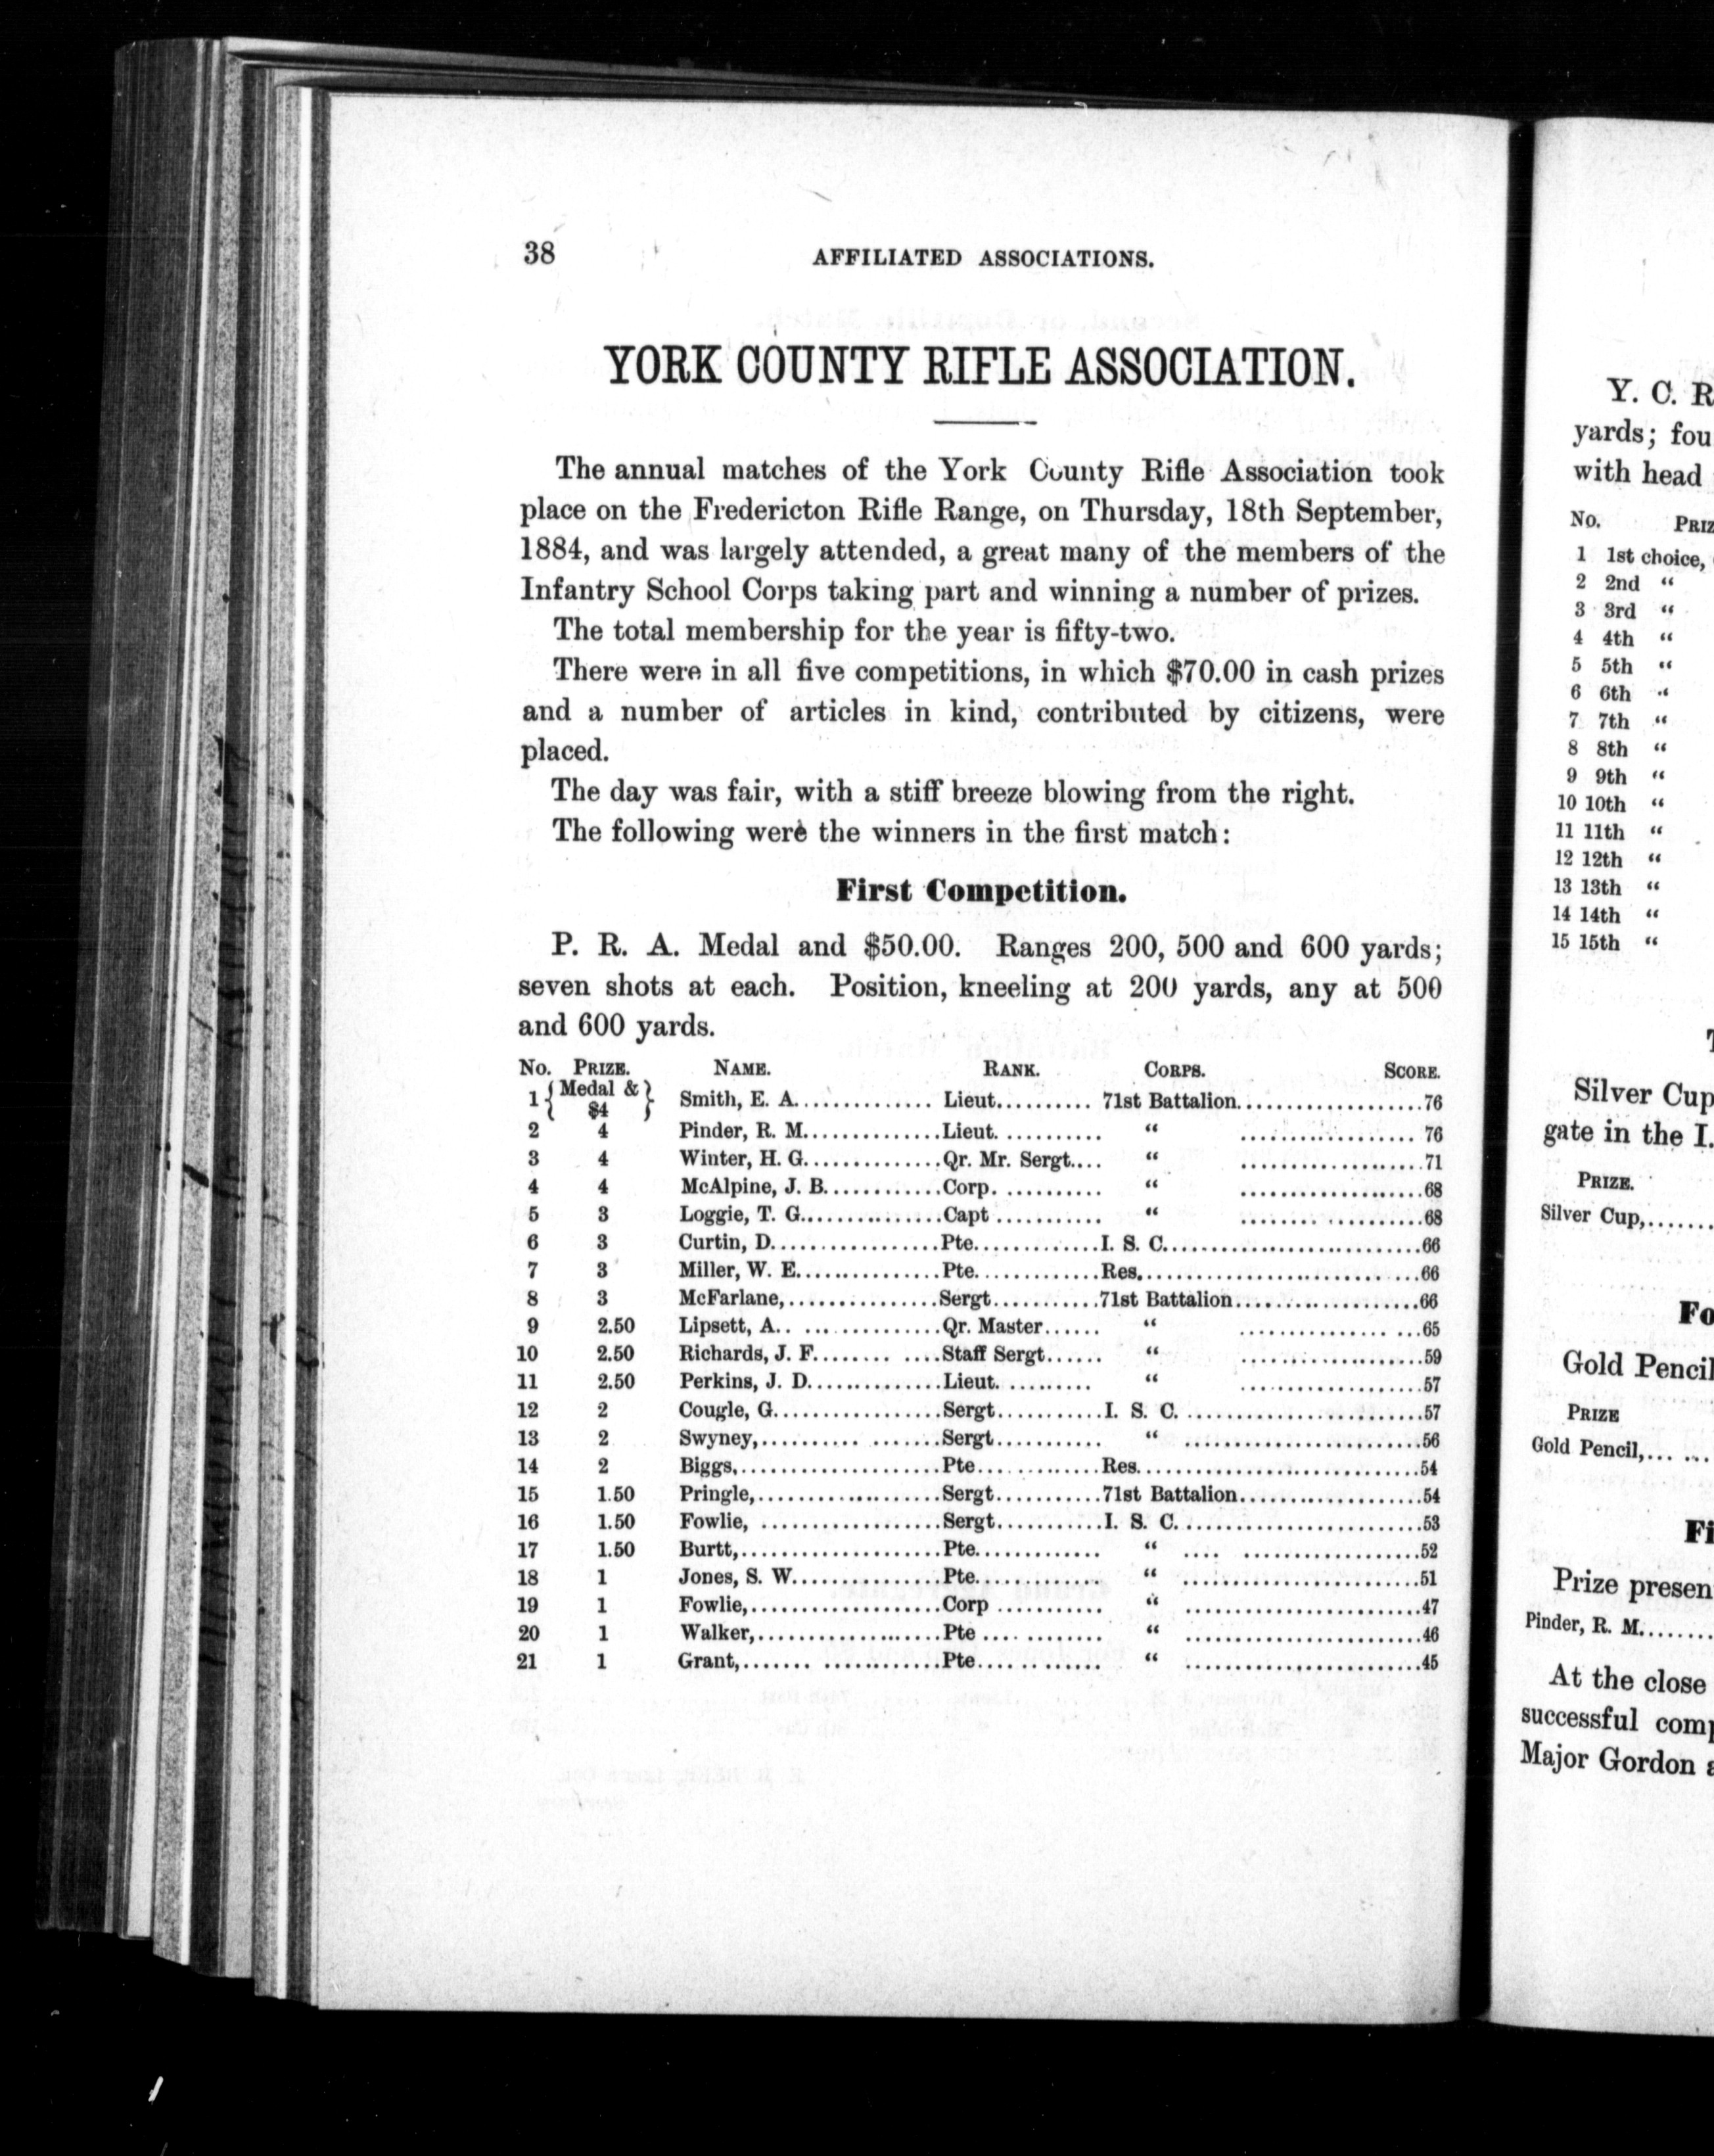 38 AFFILIATED ASSOCIATIONS.
YORK COUNTY RIFLE ASSOCIATION.
The annual matches of the York County Rifle Association took
place on the Fredericton Rifle Range, on Thursday, 18th September,
1884, and was largely attended, a great many of the members of the
Infantry School Corps taking part and winning a number of prizes.
The total membership for the year is fifty-two.
There were in all five competitions, in which $70.00 in cash prizes
and a number of articles in kind, contributed by citizens, were
placed.
The day was fair, with a stiff breeze blowing from the right.
The following were the winners in the first match:
First Competition.
P. R. A. Medal and $50.00. Ranges 200, 500 and 600 yards;
seven shots at each. Position, kneeling at 200 yards, any at 500
and 600 yards.
No. PRIZE. NAME. RANK. CORPS. SCORE.
1 { Medal & $4 } Smith, E. A. Lieut. 71st Battalion. 76
2 4 Pinder, R. M. Lieut. “ 76
3 4 Winter, H. G. Qr. Mr. Sergt. “ 71
4 4 McAlpine, J. B. Corp. “ 68
5 3 Loggie, T. G. Capt “ 68
6 3 Curtin, D. Pte. I. S. C. 66
7 3 Miller, W. E. Pte. Res. 66
8 3 McFarlane, Sergt. 71st Battalion. 66
9 2.50 Lipsett, A. Qr. Master “ 65
10 2.50 Richards, J. F. Staff Sergt. “ 59
11 2.50 Perkins, J. D. Lieut. “ 57
12 2 Cougle, G. Sergt. I. S. C. 57
13 2 Swyney, Sergt. “ 56
14 2 Biggs, Pte. Res. 54
15 1.50 Pringle, Sergt. 71st Battalion. 54
16 1.50 Fowlie, Sergt. I. S. C. 53
17 1.50 Burtt, Pte. “ 52
18 1 Jones, S. W. Pte. “ 51
19 1 Fowlie, Corp “ 47
20 1 Walker, Pte “ 46
21 1 Grant, Pte. “ 45
Y. C. R
yards; fou
with head
No. PRIZ
1 1st choice,
2 2nd “
3 3rd “
4 4th “
5 5th “
6 6th “
7 7th “
8 8th “
9 9th “
10 10th “
11 11th “
12 12th “
13 13th “
14 14th “
15 15th “
Silver Cup
gate in the I.
PRIZE.
Silver Cup,
Fo
Gold Pencil
PRIZE
Gold Pencil,
Fi
Prize presen
Pinder, R. M.
At the close
successful comp
Major Gordon a